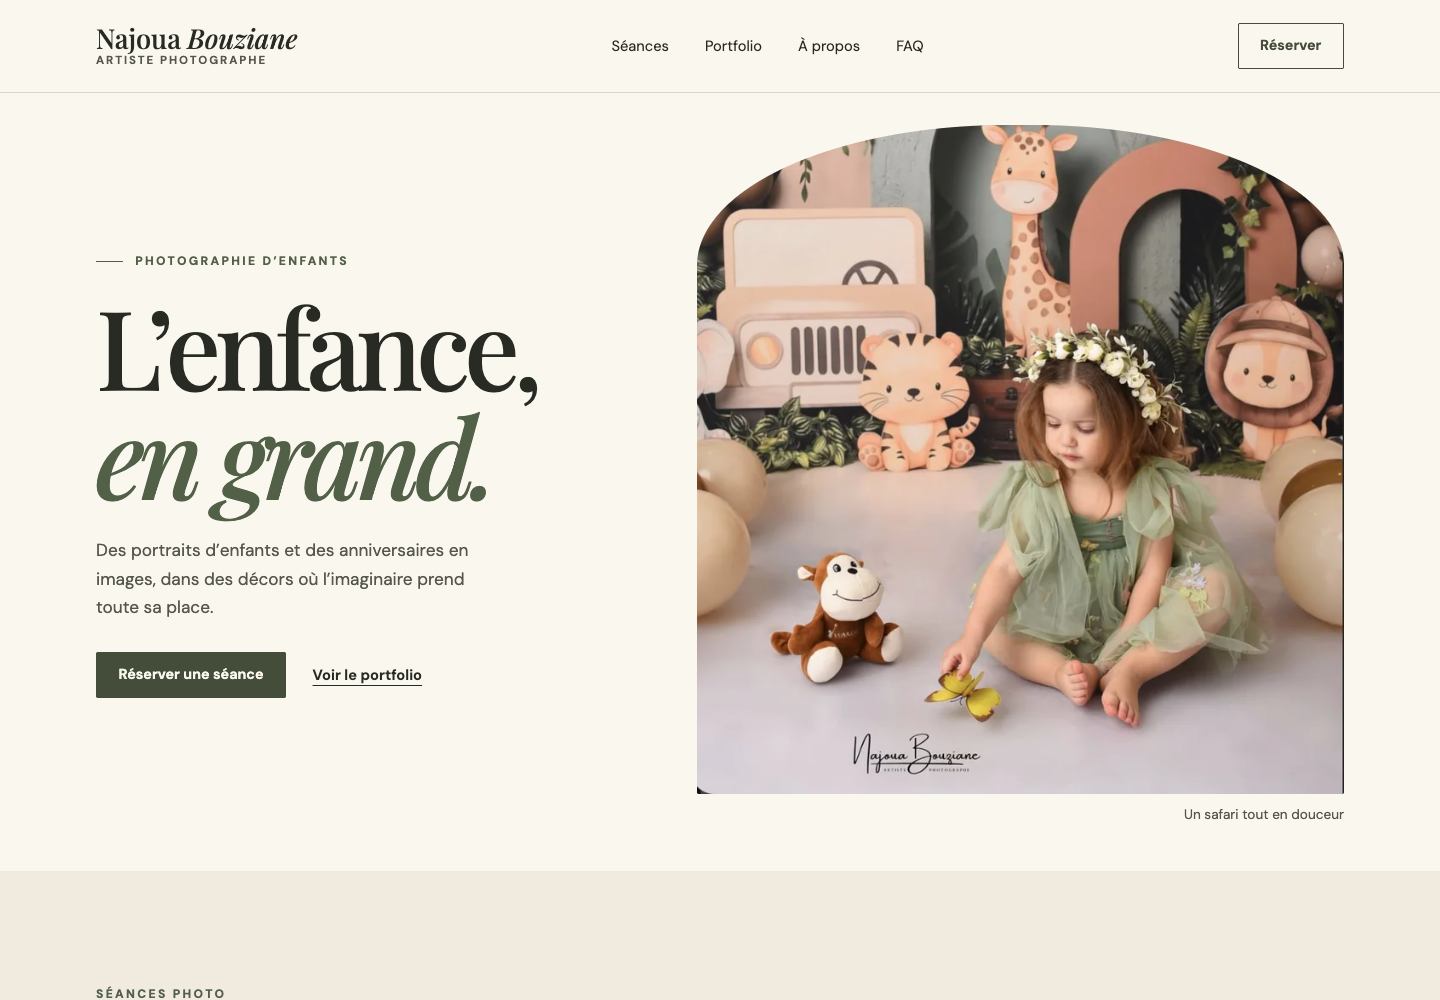 Najoua Bouziane
ARTISTE PHOTOGRAPHE
Séances
Portfolio
À propos
FAQ
Réserver
PHOTOGRAPHIE D’ENFANTS
L’enfance,
en grand.
Des portraits d’enfants et des anniversaires en
images, dans des décors où l’imaginaire prend
toute sa place.
Réserver une séance
Voir le portfolio
Najoua Bouziane
ARTISTE PHOTOGRAPHE
Un safari tout en douceur
SÉANCES PHOTO